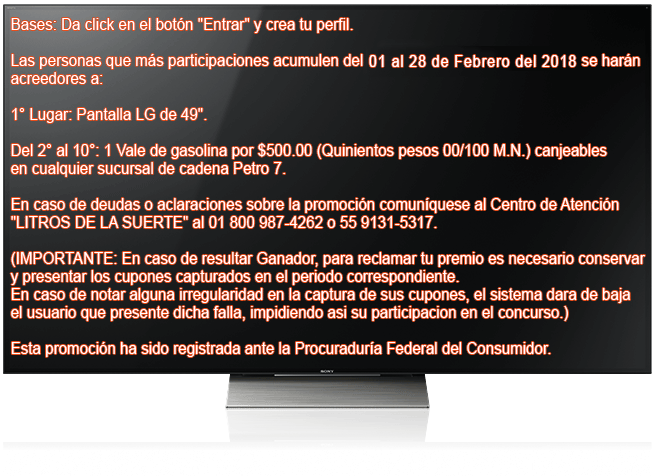 Bases: Da click en el botón "Entrar" y crea tu perfil.
Las personas que más participaciones acumulen del 01 al 28 de Febrero del 2018 se harán
acreedores a:
1° Lugar: Pantalla LG de 49".
Del 2° al 10°: 1 Vale de gasolina por $500.00 (Quinientos pesos 00/100 M.N.) canjeables
en cualquier sucursal de cadena Petro 7.
En caso de deudas o aclaraciones sobre la promoción comuníquese al Centro de Atención
"LITROS DE LA SUERTE" al 01 800 987-4262 o 55 9131-5317.
(IMPORTANTE: En caso de resultar Ganador, para reclamar tu premio es necesario conservar
y presentar los cupones capturados en el periodo correspondiente.
En caso de notar alguna irregularidad en la captura de sus cupones, el sistema dara de baja
el usuario que presente dicha falla, impidiendo asi su participacion en el concurso.)
Esta promoción ha sido registrada ante la Procuraduría Federal del Consumidor.
SONY